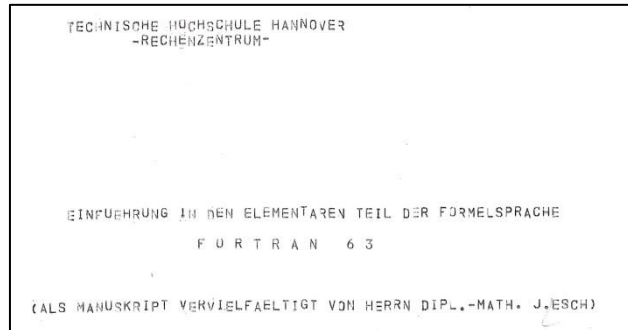 TECHNISCHE HOCHSCHULE HANNOVER
-RECHENZENTRUM-
EINFUEHRUNG IN DEN ELEMENTAREN TEIL DER FORMELSPRACHE
F O R T R A N 6 3
(ALS MANUSKRIPT VERVIELFAELTIGT VON HERRN DIPL.-MATH. J.ESCH)